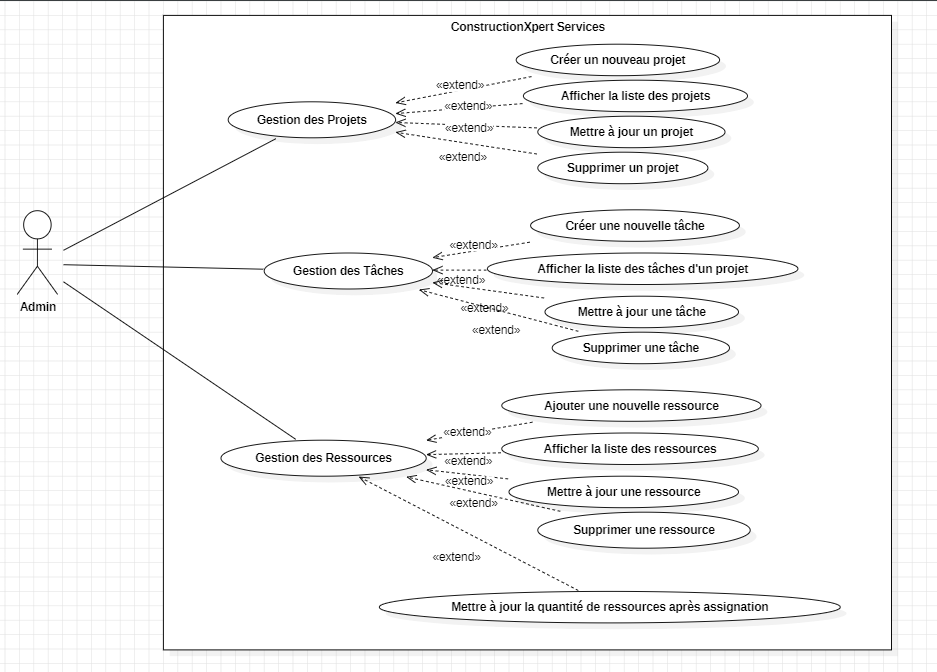 ConstructionXpert Services
Créer un nouveau projet
«extend»
Afficher la liste des projets
«extend»
Gestion des Projets
«extend»
Mettre à jour un projet
«extend»
Supprimer un projet
Créer une nouvelle tâche
«extend»
Gestion des Tâches
Afficher la liste des tâches d'un projet
«extend»
Admin
«extend»
Mettre à jour une tâche
«extend»
Supprimer une tâche
Ajouter une nouvelle ressource
«extend»
Afficher la liste des ressources
Gestion des Ressources
«extend»
«extend»
Mettre à jour une ressource
«extend»
Supprimer une ressource
«extend»
Mettre à jour la quantité de ressources après assignation